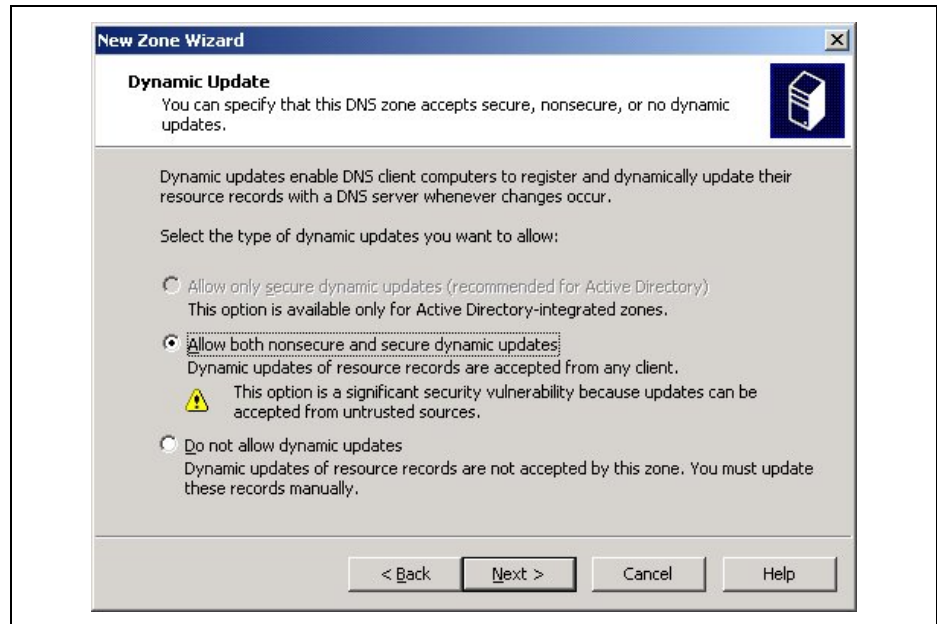 New Zone Wizard
Dynamic Update
You can specify that this DNS zone accepts secure, nonsecure, or no dynamic
updates.
Dynamic updates enable DNS client computers to register and dynamically update their
resource records with a DNS server whenever changes occur.
Select the type of dynamic updates you want to allow:
Allow only secure dynamic updates (recommended for Active Directory)
This option is available only for Active Directory-integrated zones.
Allow both nonsecure and secure dynamic updates
Dynamic updates of resource records are accepted from any client.
This option is a significant security vulnerability because updates can be
accepted from untrusted sources.
Do not allow dynamic updates
Dynamic updates of resource records are not accepted by this zone. You must update
these records manually.
< Back Next > Cancel Help